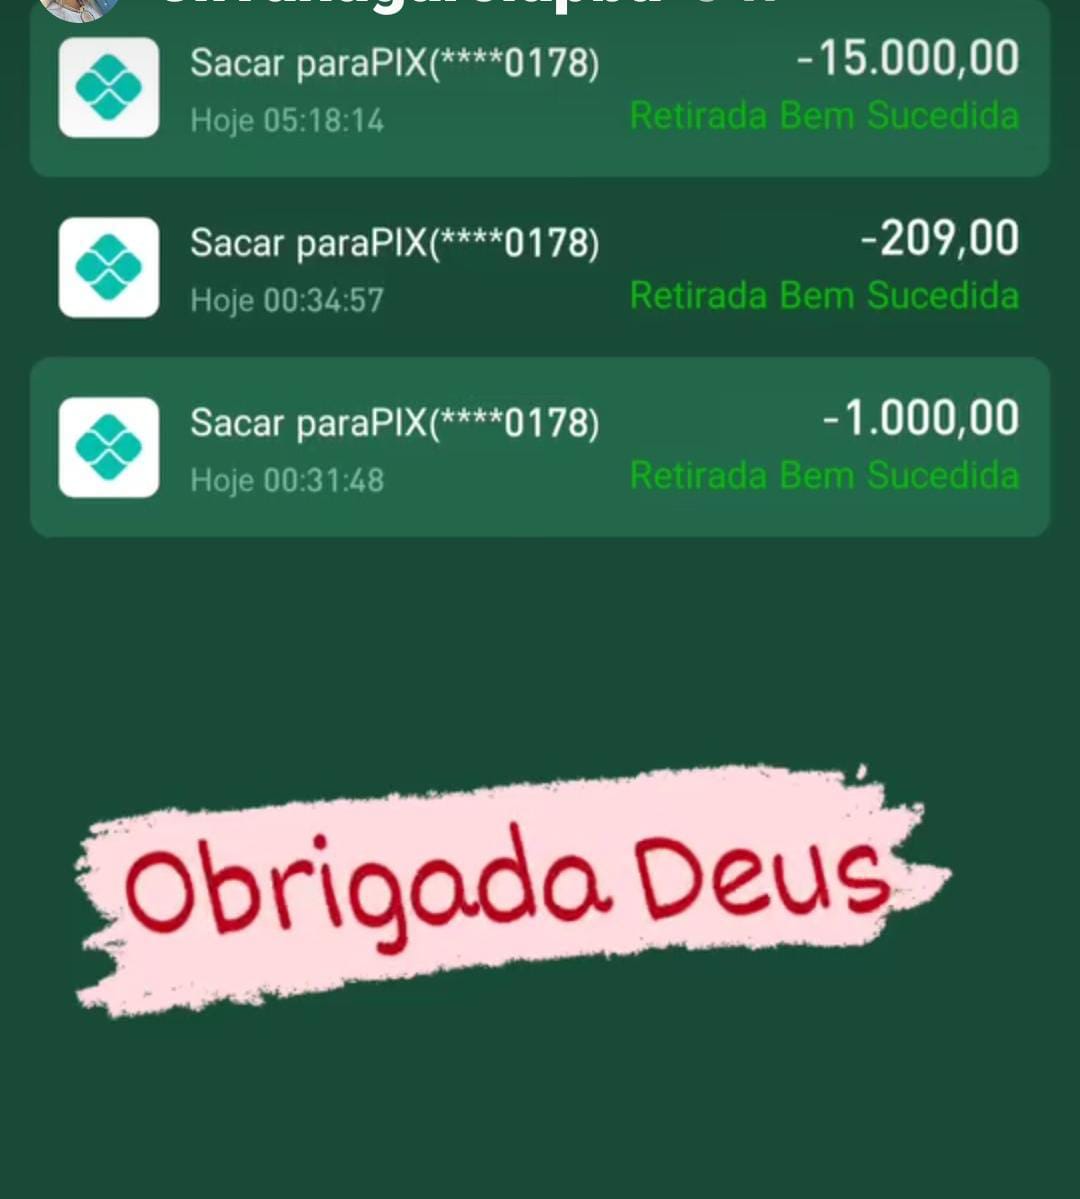 Sacar paraPIX(****0178)
-15.000,00
Hoje 05:18:14
Retirada Bem Sucedida
Sacar paraPIX(****0178)
-209,00
Hoje 00:34:57
Retirada Bem Sucedida
Sacar paraPIX(****0178)
-1.000,00
Hoje 00:31:48
Retirada Bem Sucedida
Obrigada Deus